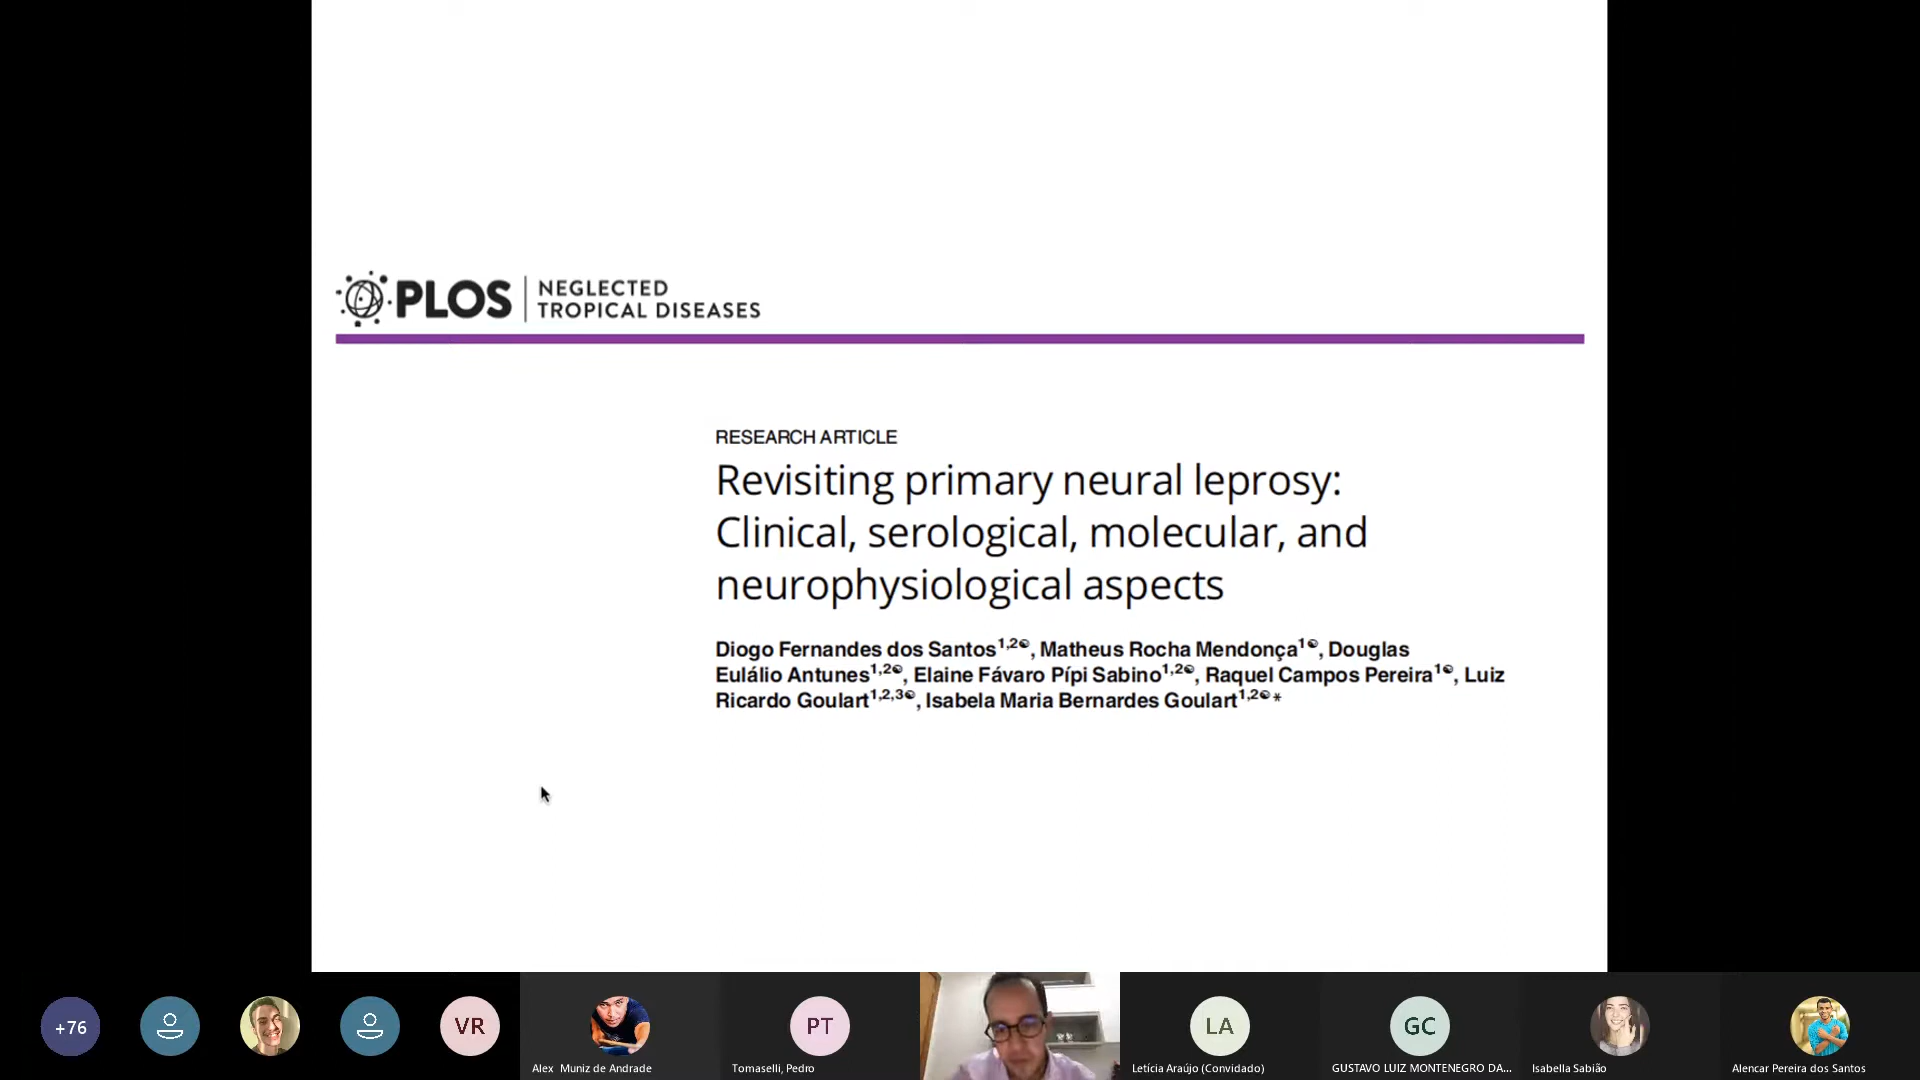 PLOS
NEGLECTED
TROPICAL DISEASES
RESEARCH ARTICLE
Revisiting primary neural leprosy:
Clinical, serological, molecular, and
neurophysiological aspects
Diogo Fernandes dos Santos1,2☯, Matheus Rocha Mendonça1☯, Douglas
Eulálio Antunes1,2☯, Elaine Fávaro Pípi Sabino1,2☯, Raquel Campos Pereira1☯, Luiz
Ricardo Goulart1,2,3☯, Isabela Maria Bernardes Goulart1,2☯*
+76
VR
Alex Muniz de Andrade
PT
Tomaselli, Pedro
LA
Letícia Araújo (Convidado)
GC
GUSTAVO LUIZ MONTENEGRO DA...
Isabella Sabião
Alencar Pereira dos Santos